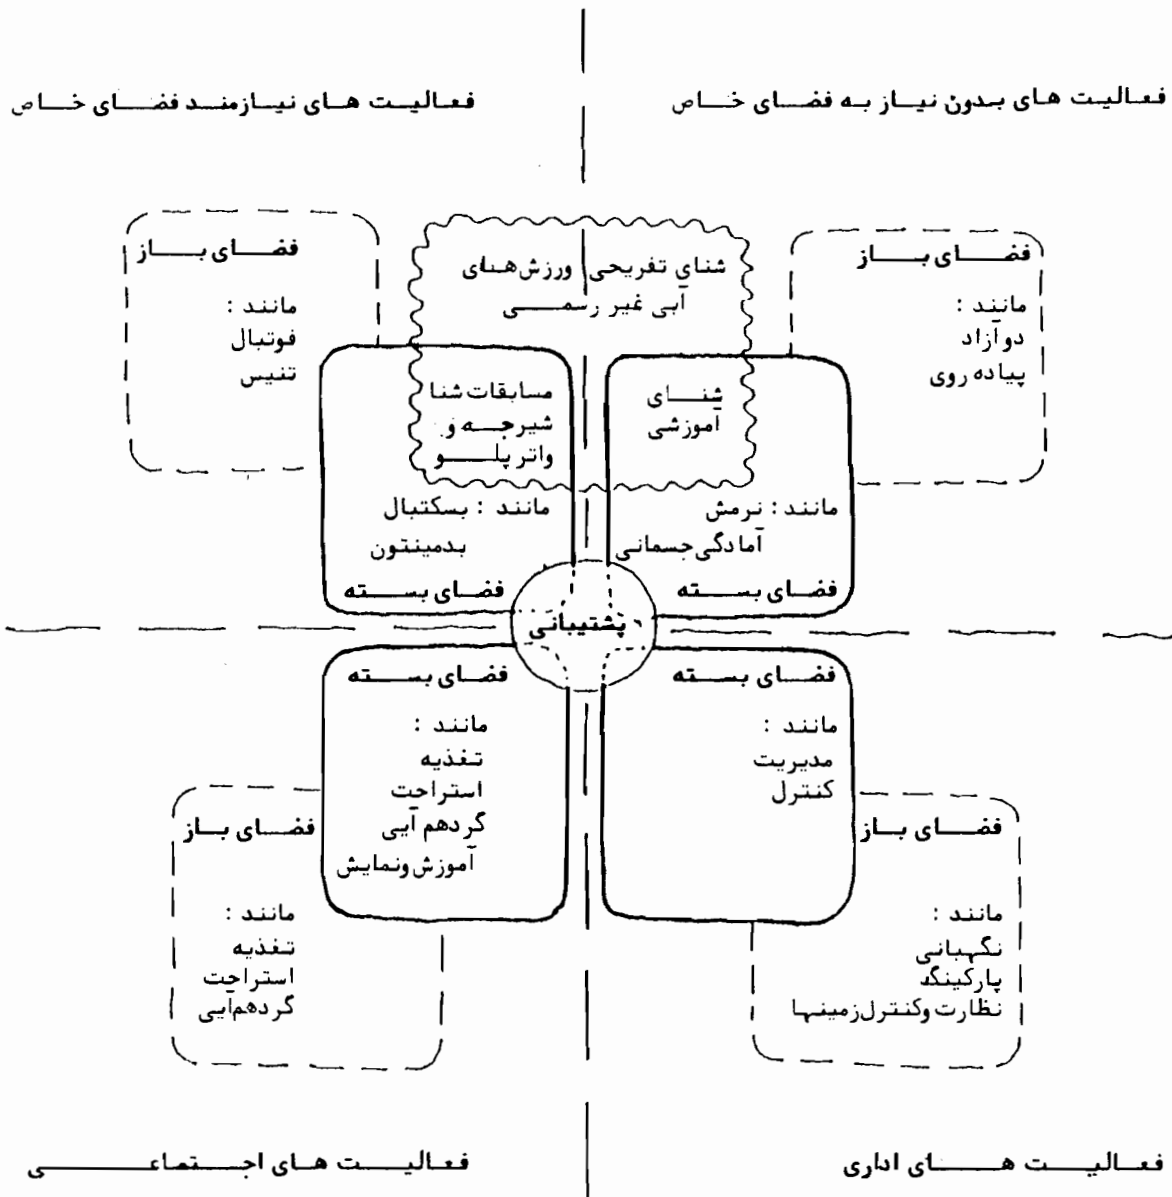 فعالیت های بدون نیاز به فضای خاص
فعالیت های نیازمند فضای خاص
فضای باز
مانند :
دو آزاد
پیاده روی
شنای تفریحی ورزش های
آبی غیر رسمی
فضای باز
مانند :
فوتبال
تنیس
شنای
آموزشی
مانند : نرمش
آمادگی جسمانی
فضای بسته
مسابقات شنا
شیرجه و
واتر پلو
مانند : بسکتبال
بدمینتون
فضای بسته
پشتیبانی
فضای بسته
مانند :
مدیریت
کنترل
فضای بسته
مانند :
تغذیه
استراحت
گردهم آیی
آموزش ونمایش
فضای باز
مانند :
نگهبانی
پارکینگ
نظارت وکنترل زمینها
فضای باز
مانند :
تغذیه
استراحت
گردهم‌آیی
فعالیت های اداری
فعالیت های اجتماعی